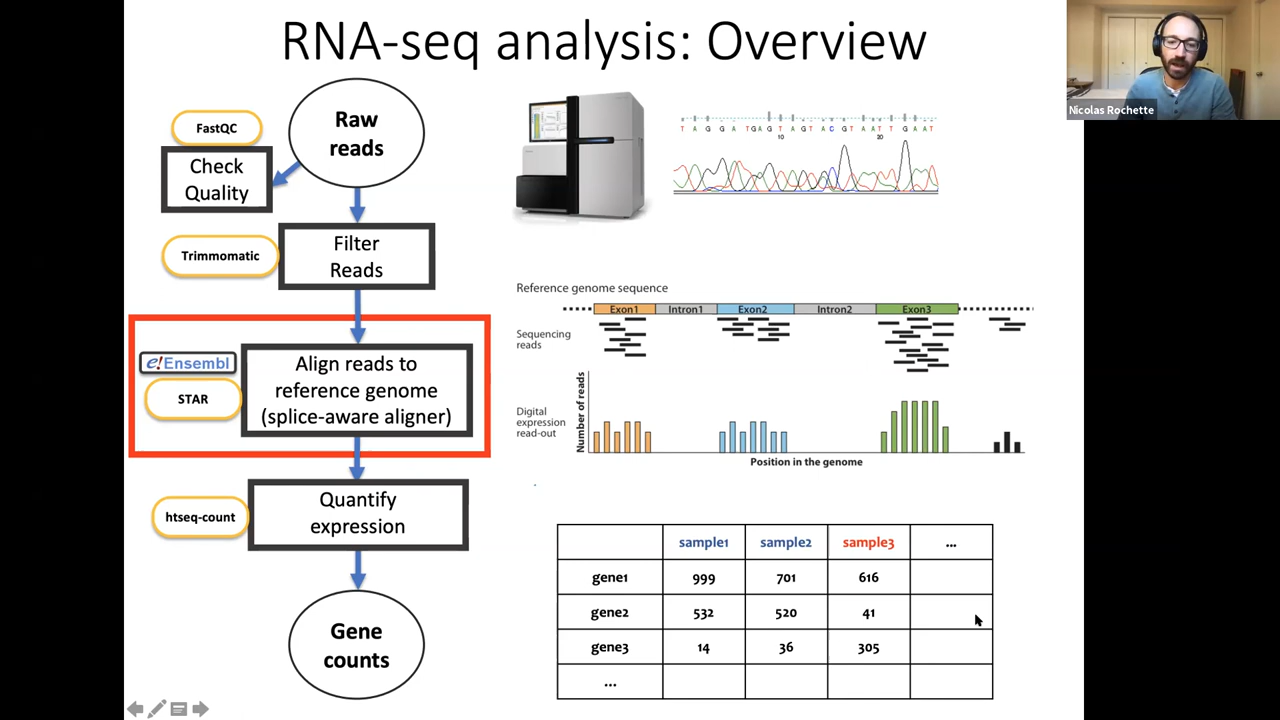 RNA-seq analysis: Overview
Nicolas Rochette
Raw
reads
FastQC
Check
Quality
Trimmomatic
Filter
Reads
e!Ensembl
STAR
Align reads to
reference genome
(splice-aware aligner)
htseq-count
Quantify
expression
Gene
counts
T A G G A T G A G T A G T A C G T A A T T G A A T
10 20
Reference genome sequence
Exon1 Intron1 Exon2 Intron2 Exon3
Sequencing
reads
Digital
expression
read-out
Number of reads
Position in the genome
sample1 sample2 sample3 ...
gene1 999 701 616
gene2 532 520 41
gene3 14 36 305
...